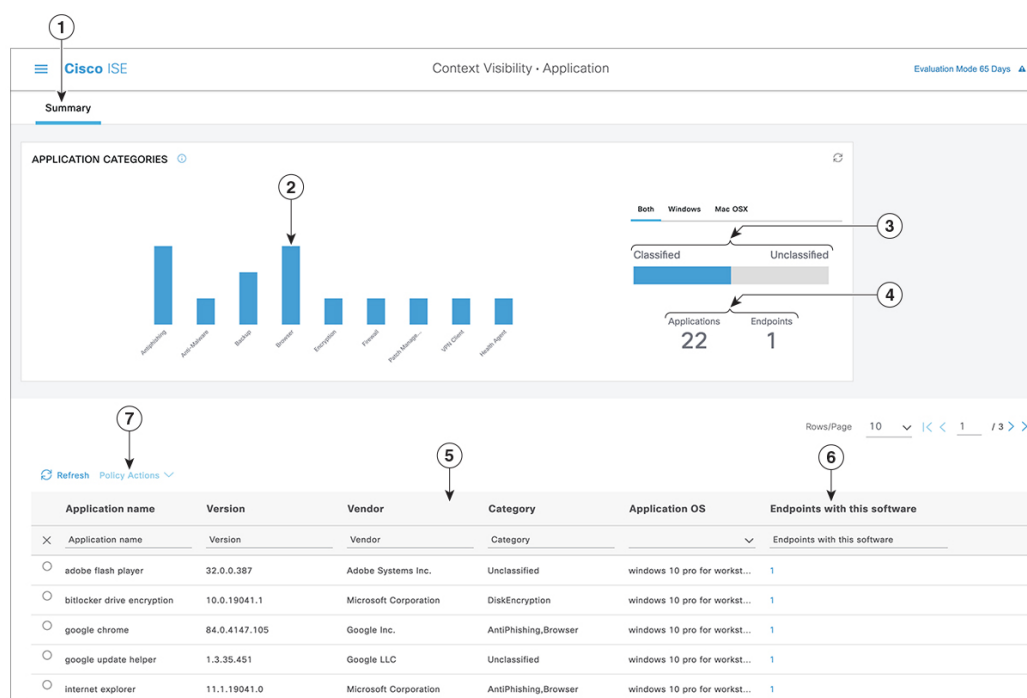 1
Cisco ISE
Context Visibility · Application
Evaluation Mode 65 Days
Summary
APPLICATION CATEGORIES
2
Both Windows Mac OSX
3
Classified Unclassified
4
Applications Endpoints
22 1
Antiphishing Anti-Malware Backup Browser Encryption Firewall Patch Manage... VPN Client Health Agent
7
Rows/Page 10 |< < 1 / 3 >
5
6
Refresh Policy Actions
Application name Version Vendor Category Application OS Endpoints with this software
Application name Version Vendor Category Endpoints with this software
adobe flash player 32.0.0.387 Adobe Systems Inc. Unclassified windows 10 pro for workst... 1
bitlocker drive encryption 10.0.19041.1 Microsoft Corporation DiskEncryption windows 10 pro for workst... 1
google chrome 84.0.4147.105 Google Inc. AntiPhishing,Browser windows 10 pro for workst... 1
google update helper 1.3.35.451 Google LLC Unclassified windows 10 pro for workst... 1
internet explorer 11.1.19041.0 Microsoft Corporation AntiPhishing,Browser windows 10 pro for workst... 1